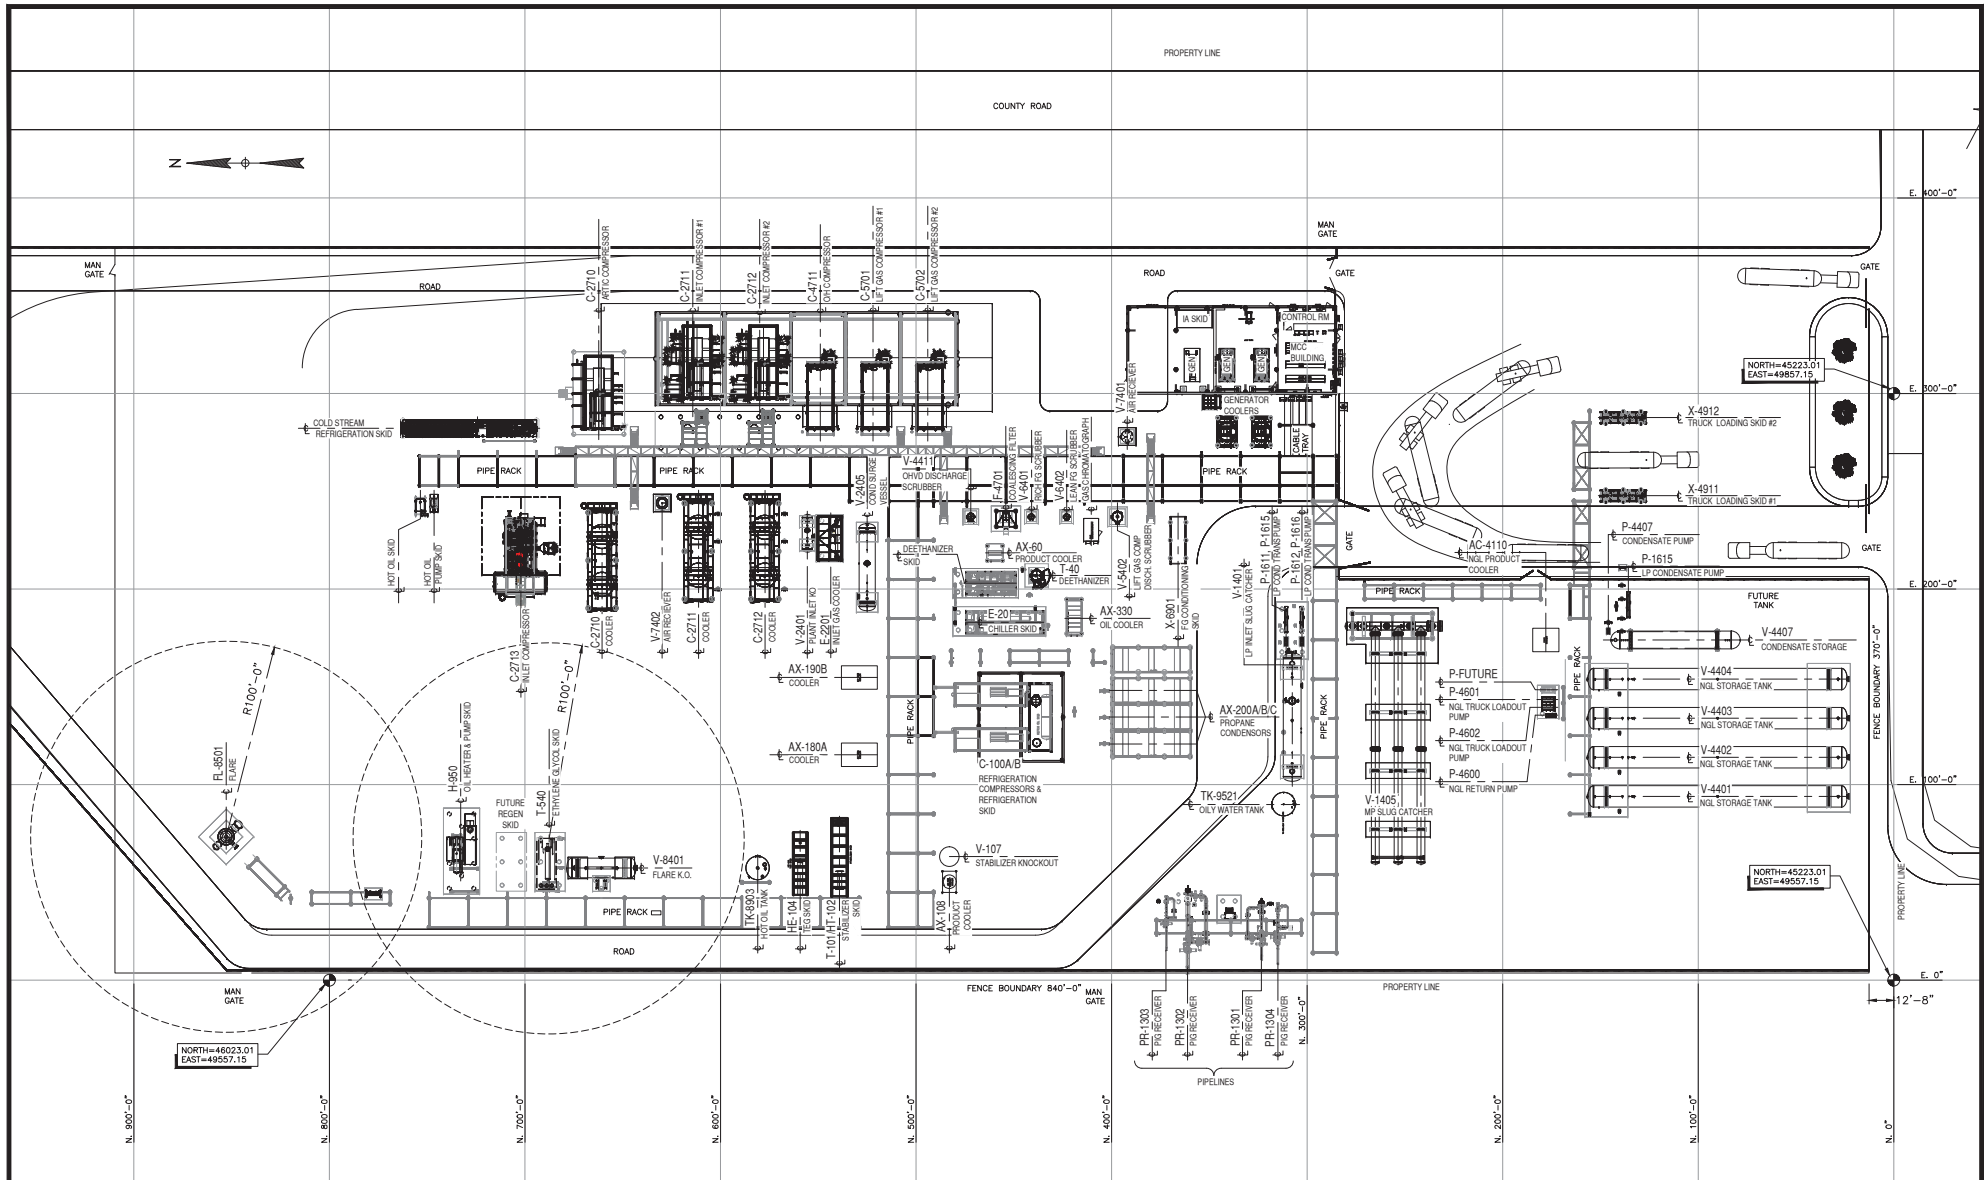 PROPERTY LINE
COUNTY ROAD
N
E. 400'-0"
MAN
GATE
MAN
GATE
ROAD
ROAD
GATE
GATE
C-2710
ARTIC COMPRESSOR
C-2711
INLET COMPRESSOR #1
C-2712
INLET COMPRESSOR #2
C-4711
O/H COMPRESSOR
C-5701
LIFT GAS COMPRESSOR #1
C-5702
LIFT GAS COMPRESSOR #2
IA SKID
CONTROL RM
MCC
BUILDING
GEN
GEN
GEN
GENERATOR
COOLERS
CABLE
TRAY
V-7401
AIR RECIEVER
NORTH=45223.01
EAST=49857.15
E. 300'-0"
COLD STREAM
REFRIGERATION SKID
X-4912
TRUCK LOADING SKID #2
X-4911
TRUCK LOADING SKID #1
PIPE RACK
PIPE RACK
PIPE RACK
V-2405
COND SURGE
VESSEL
V-4411
OHVD DISCHARGE
SCRUBBER
F-4701
COALESCING FILTER
V-6401
RICH FG SCRUBBER
V-6402
LEAN FG SCRUBBER
GAS CHROMATOGRAPH
P-4407
CONDENSATE PUMP
P-1615
LP CONDENSATE PUMP
AC-4110
NGL PRODUCT
COOLER
GATE
GATE
HOT OIL SKID
HOT OIL
PUMP SKID
C-2713
INLET COMPRESSOR
C-2710
COOLER
V-7402
AIR RECIEVER
C-2711
COOLER
C-2712
COOLER
V-2401
PLANT INLET KO
E-2201
INLET GAS COOLER
DEETHANIZER
SKID
AX-60
PRODUCT COOLER
T-40
DEETHANIZER
E-20
CHILLER SKID
AX-330
OIL COOLER
V-5402
LIFT GAS COMP
DISCH. SCRUBBER
X-6901
FG CONDITIONING
SKID
V-1401
LP INLET SLUG CATCHER
P-1611, P-1615
LP COND TRANS PUMP
P-1612, P-1616
LP COND TRANS PUMP
PIPE RACK
E. 200'-0"
FUTURE
TANK
V-4407
CONDENSATE STORAGE
FENCE BOUNDARY 370'-0"
R100'-0"
R100'-0"
AX-190B
COOLER
AX-180A
COOLER
PIPE RACK
AX-200A/B/C
PROPANE
CONDENSORS
C-100A/B
REFRIGERATION
COMPRESSORS &
REFRIGERATION
SKID
PIPE RACK
P-FUTURE
P-4601
NGL TRUCK LOADOUT
PUMP
P-4602
NGL TRUCK LOADOUT
PUMP
P-4600
NGL RETURN PUMP
PIPE RACK
V-4404
NGL STORAGE TANK
V-4403
NGL STORAGE TANK
V-4402
NGL STORAGE TANK
V-4401
NGL STORAGE TANK
E. 100'-0"
FL-8501
FLARE
H-950
OIL HEATER & PUMP SKID
FUTURE
REGEN
SKID
T-540
ETHYLENE GLYCOL SKID
V-8401
FLARE K.O.
TK-9521
OILY WATER TANK
V-1405
MP SLUG CATCHER
V-107
STABILIZER KNOCKOUT
TK-8903
HOT OIL TANK
HE-104
TEG SKID
T-101/HT-102
STABILIZER
SKID
AX-108
PRODUCT
COOLER
PIPE RACK
NORTH=45223.01
EAST=49557.15
PROPERTY LINE
ROAD
E. 0"
12'-8"
MAN
GATE
FENCE BOUNDARY 840'-0"
MAN
GATE
PROPERTY LINE
PR-1303
PIG RECEIVER
PR-1302
PIG RECEIVER
PR-1301
PIG RECEIVER
PR-1304
PIG RECEIVER
PIPELINES
NORTH=46023.01
EAST=49557.15
N. 900'-0"
N. 800'-0"
N. 700'-0"
N. 600'-0"
N. 500'-0"
N. 400'-0"
N. 300'-0"
N. 200'-0"
N. 100'-0"
N. 0"